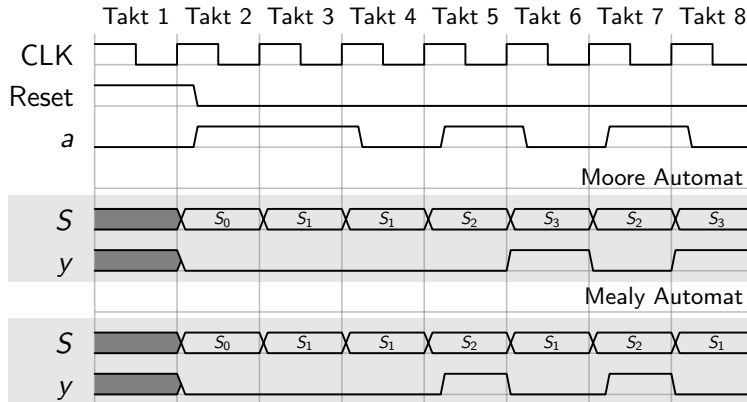 Takt 1 Takt 2 Takt 3 Takt 4 Takt 5 Takt 6 Takt 7 Takt 8
CLK
Reset
a
Moore Automat
S S₀ S₁ S₁ S₂ S₃ S₂ S₃
y
Mealy Automat
S S₀ S₁ S₁ S₂ S₁ S₂ S₁
y